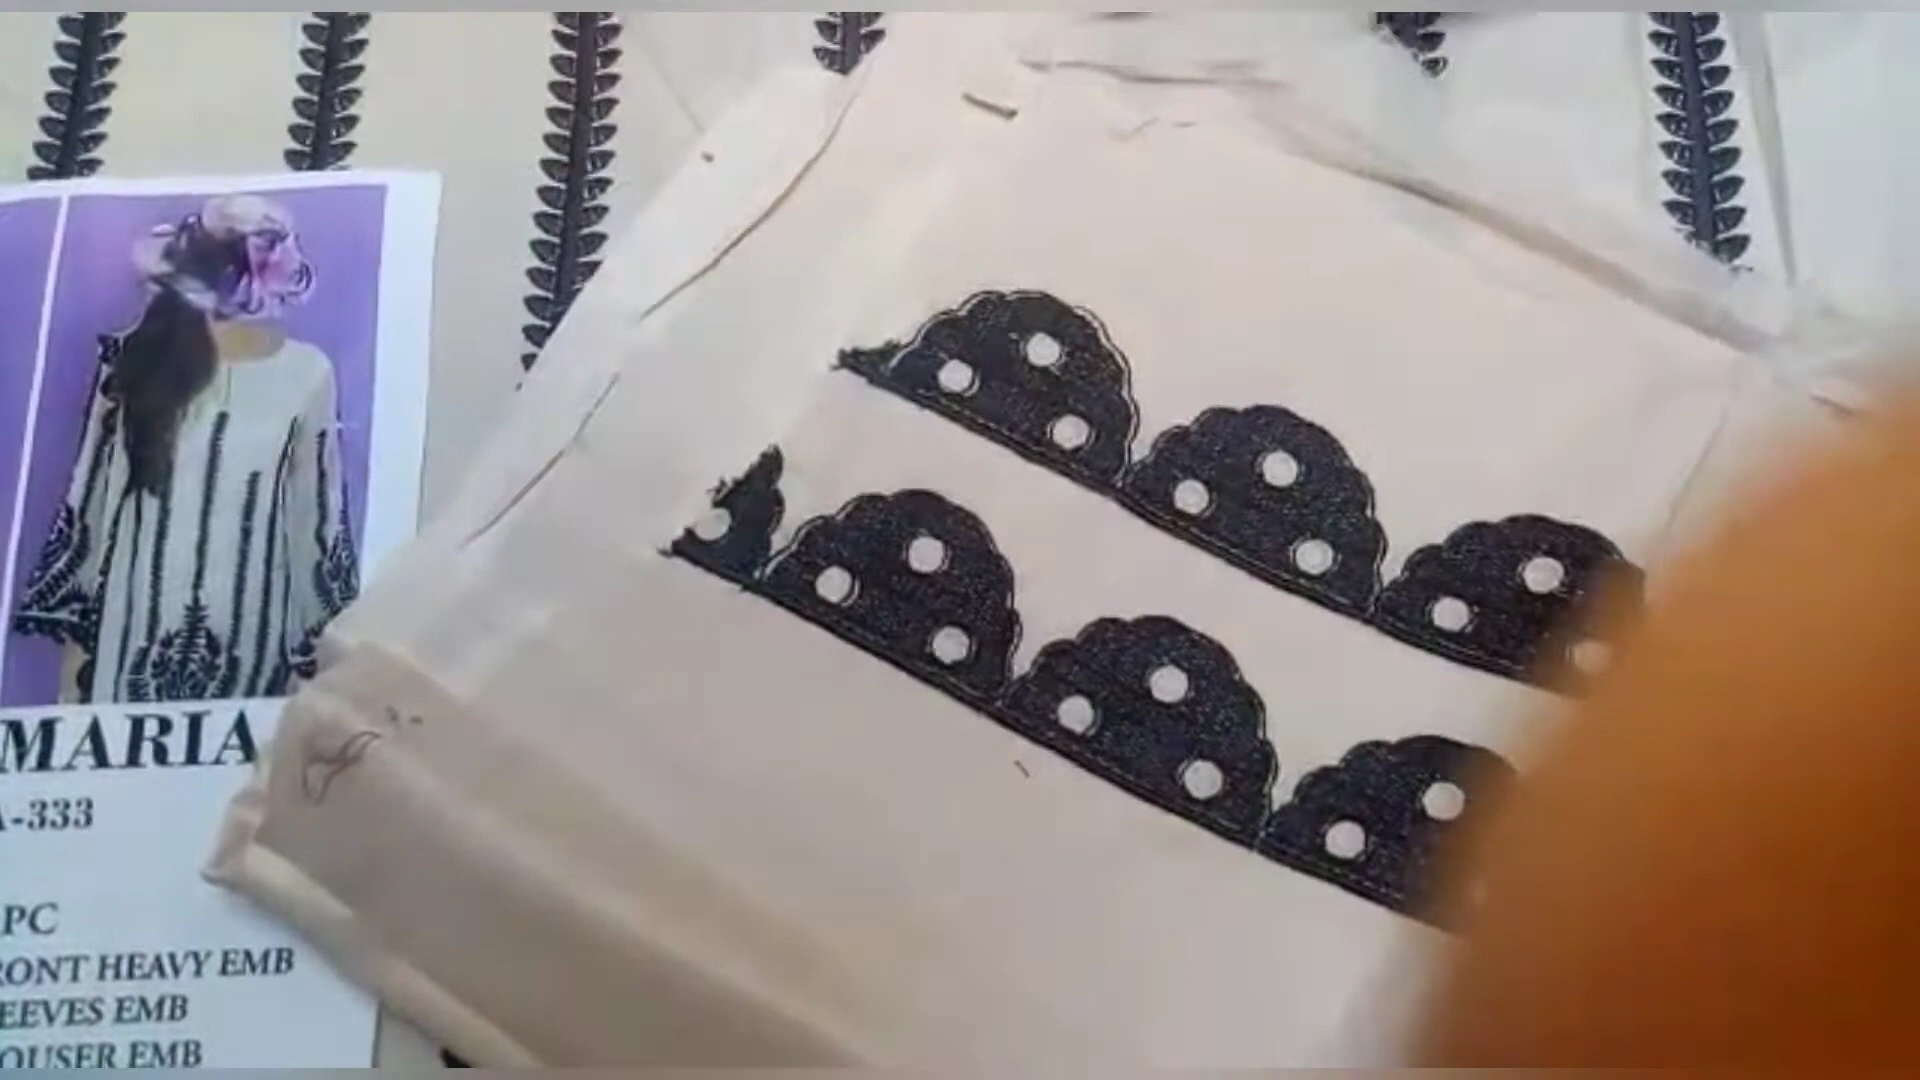 MARIA
A-333
PC
RONT HEAVY EMB
EEVES EMB
OUSER EMB